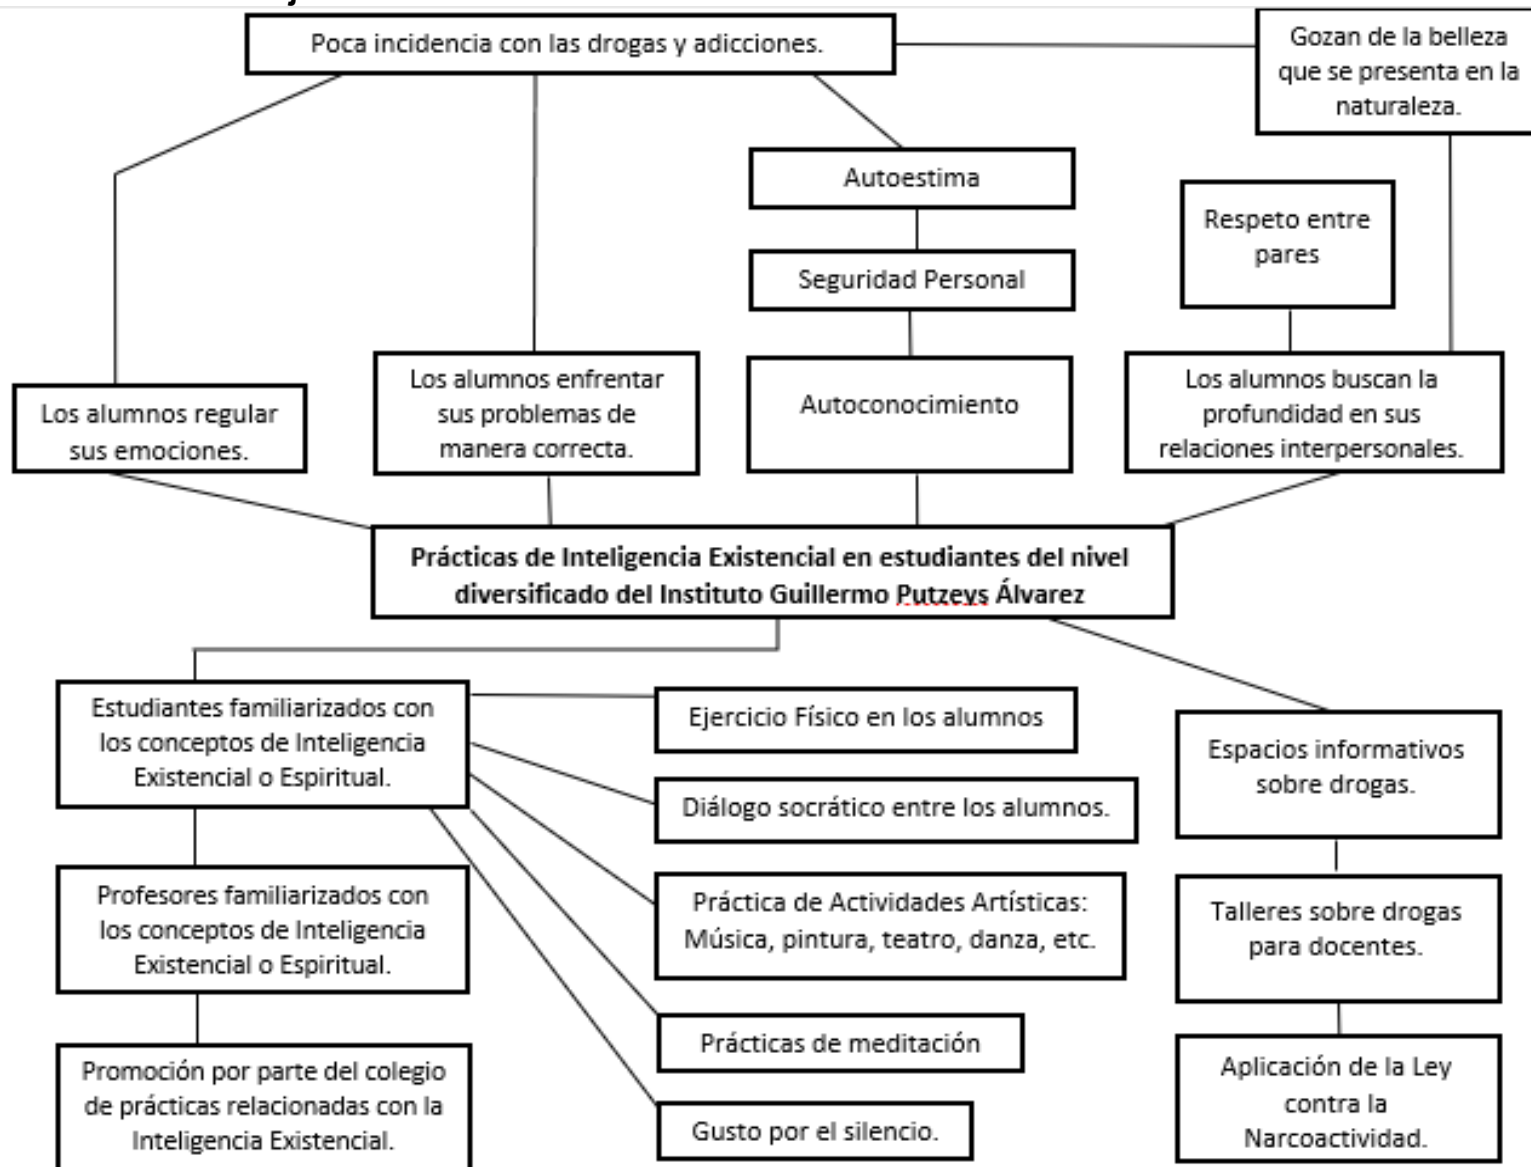 Poca incidencia con las drogas y adicciones.
Gozan de la belleza
que se presenta en la
naturaleza.
Autoestima
Respeto entre
pares
Seguridad Personal
Los alumnos regular
sus emociones.
Los alumnos enfrentar
sus problemas de
manera correcta.
Autoconocimiento
Los alumnos buscan la
profundidad en sus
relaciones interpersonales.
Prácticas de Inteligencia Existencial en estudiantes del nivel
diversificado del Instituto Guillermo Putzeys Álvarez
Estudiantes familiarizados con
los conceptos de Inteligencia
Existencial o Espiritual.
Profesores familiarizados con
los conceptos de Inteligencia
Existencial o Espiritual.
Promoción por parte del colegio
de prácticas relacionadas con la
Inteligencia Existencial.
Ejercicio Físico en los alumnos
Diálogo socrático entre los alumnos.
Práctica de Actividades Artísticas:
Música, pintura, teatro, danza, etc.
Prácticas de meditación
Gusto por el silencio.
Espacios informativos
sobre drogas.
Talleres sobre drogas
para docentes.
Aplicación de la Ley
contra la
Narcoactividad.